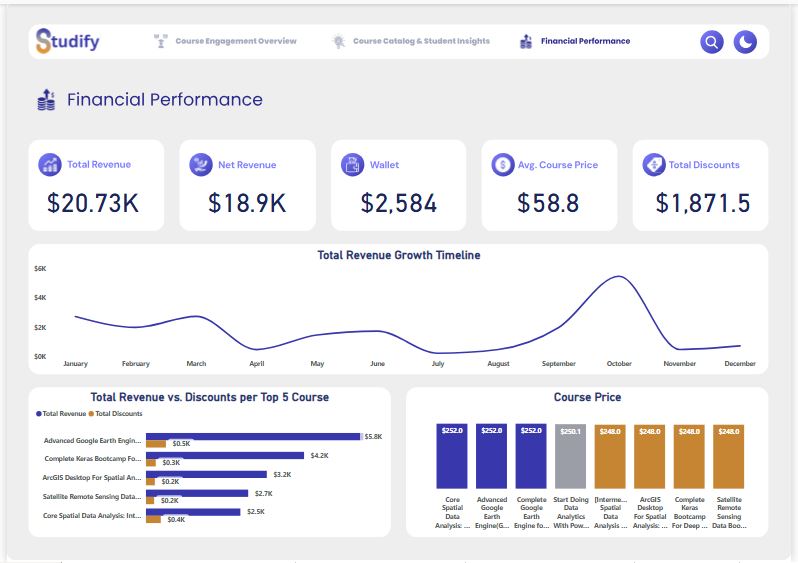 Studify
Course Engagement Overview
Course Catalog & Student Insights
Financial Performance
Financial Performance
Total Revenue
$20.73K
Net Revenue
$18.9K
Wallet
$2,584
Avg. Course Price
$58.8
Total Discounts
$1,871.5
Total Revenue Growth Timeline
$6K
$4K
$2K
$0K
January February March April May June July August September October November December
Total Revenue vs. Discounts per Top 5 Course
Total Revenue Total Discounts
Advanced Google Earth Engin... $5.8K
$0.5K
Complete Keras Bootcamp Fo... $4.2K
$0.3K
ArcGIS Desktop For Spatial An... $3.2K
$0.2K
Satellite Remote Sensing Data... $2.7K
$0.2K
Core Spatial Data Analysis: Int... $2.5K
$0.4K
Course Price
$252.0 $252.0 $252.0 $250.1 $248.0 $248.0 $248.0 $248.0
Core
Spatial
Data
Analysis: ...
Advanced
Google
Earth
Engine(G...
Complete
Google
Earth
Engine fo...
Start Doing
Data
Analytics
With Pow...
[Interme...
Spatial
Data
Analysis ...
ArcGIS
Desktop
For Spatial
Analysis: ...
Complete
Keras
Bootcamp
For Deep ...
Satellite
Remote
Sensing
Data Boo...